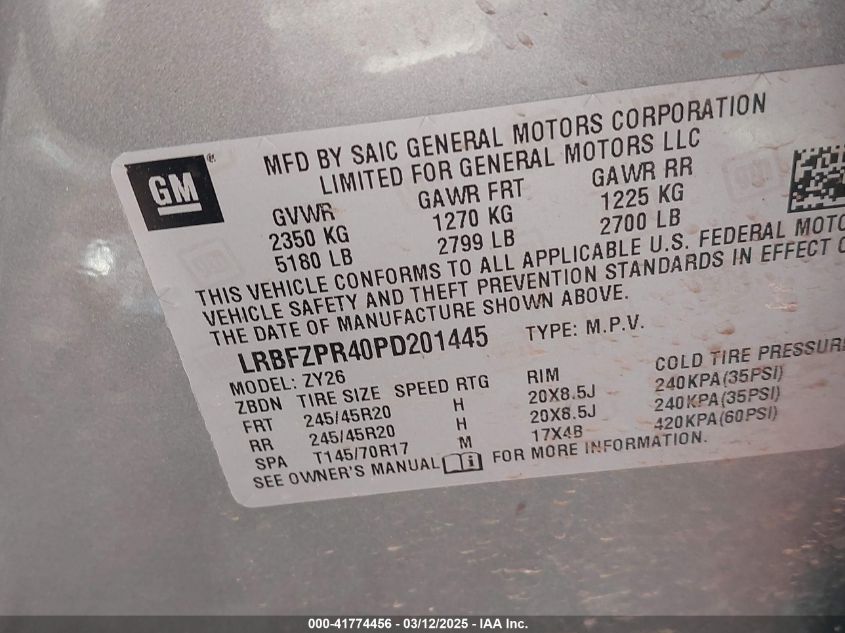 GM
®
MFD BY SAIC GENERAL MOTORS CORPORATION
LIMITED FOR GENERAL MOTORS LLC
GVWR GAWR FRT GAWR RR
2350 KG 1270 KG 1225 KG
5180 LB 2799 LB 2700 LB
THIS VEHICLE CONFORMS TO ALL APPLICABLE U.S. FEDERAL MOTO
VEHICLE SAFETY AND THEFT PREVENTION STANDARDS IN EFFECT
THE DATE OF MANUFACTURE SHOWN ABOVE.
LRBFZPR40PD201445 TYPE: M.P.V.
MODEL: ZY26
ZBDN TIRE SIZE SPEED RTG RIM COLD TIRE PRESSURE
FRT 245/45R20 H 20X8.5J 240KPA(35PSI)
RR 245/45R20 H 20X8.5J 240KPA(35PSI)
SPA T145/70R17 M 17X4B 420KPA(60PSI)
SEE OWNER'S MANUAL FOR MORE INFORMATION.
000-41774456 - 03/12/2025 - IAA Inc.